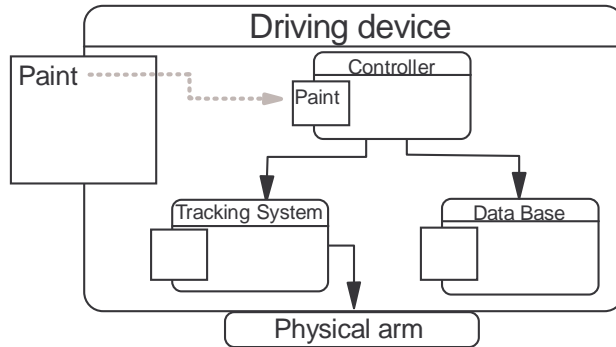 Driving device
Paint
Controller
Paint
Tracking System
Data Base
Physical arm